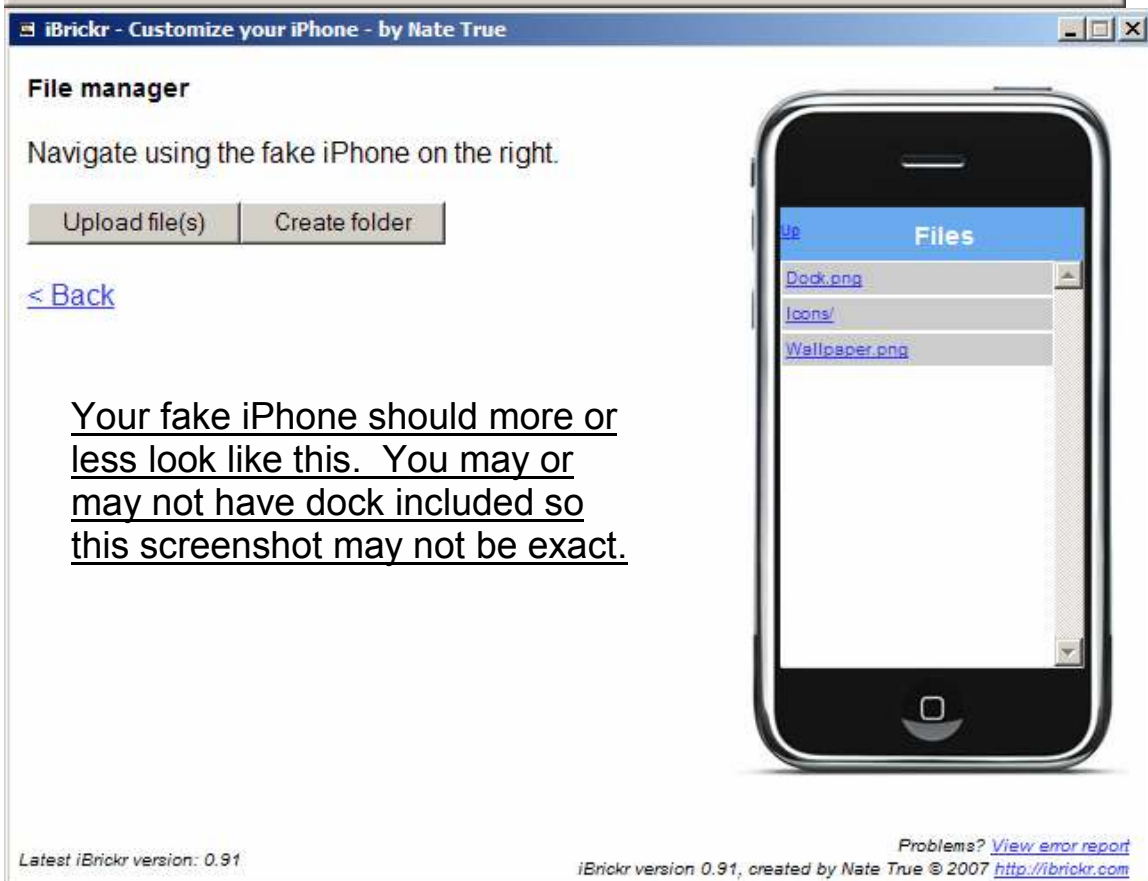 iBrickr - Customize your iPhone - by Nate True
File manager
Navigate using the fake iPhone on the right.
Upload file(s) Create folder
< Back
Up Files
Dock.png
Icons/
Wallpaper.png
Your fake iPhone should more or
less look like this. You may or
may not have dock included so
this screenshot may not be exact.
Latest iBrickr version: 0.91
Problems? View error report
iBrickr version 0.91, created by Nate True © 2007 http://ibrickr.com